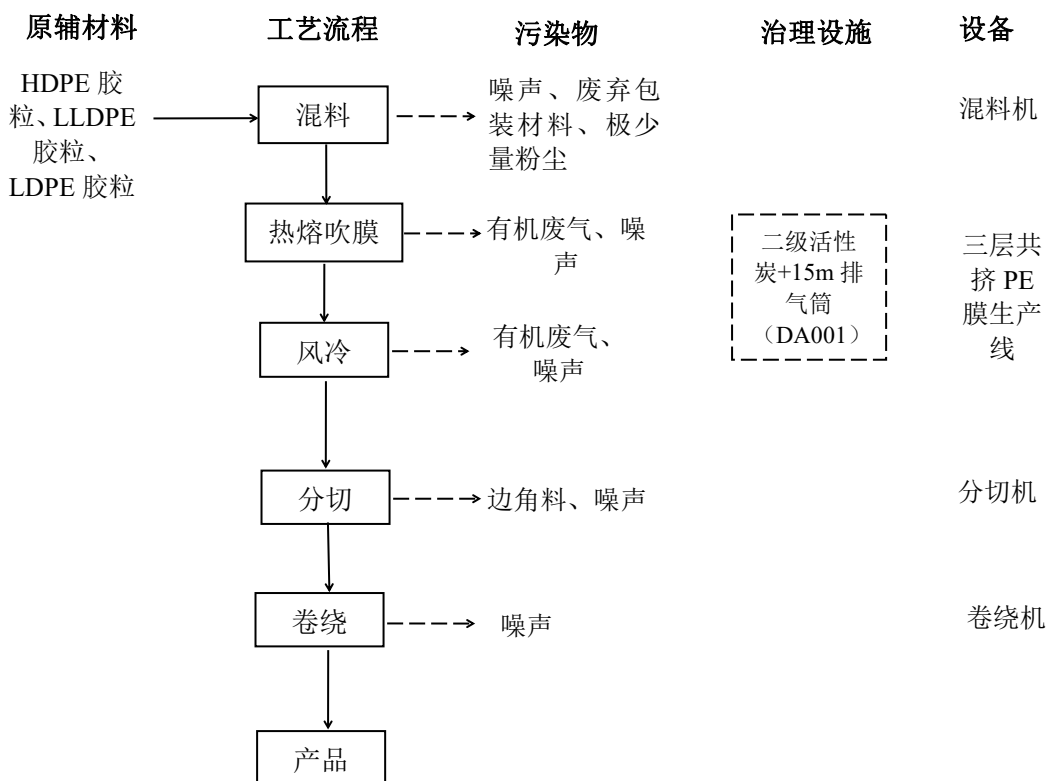 原辅材料
工艺流程
污染物
治理设施
设备
HDPE 胶
粒、LLDPE
胶粒、
LDPE 胶粒
混料
噪声、废弃包
装材料、极少
量粉尘
混料机
热熔吹膜
有机废气、噪
声
二级活性
炭+15m 排
气筒
（DA001）
三层共
挤 PE
膜生产
线
风冷
有机废气、
噪声
分切
边角料、噪声
分切机
卷绕
噪声
卷绕机
产品